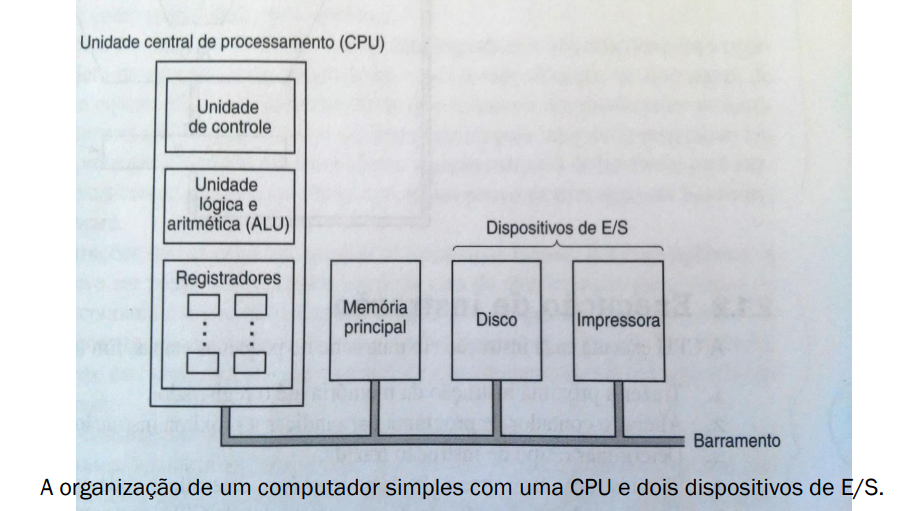 Unidade central de processamento (CPU)
Unidade
de controle
Unidade
lógica e
aritmética (ALU)
Registradores
Dispositivos de E/S
Memória
principal
Disco
Impressora
Barramento
A organização de um computador simples com uma CPU e dois dispositivos de E/S.